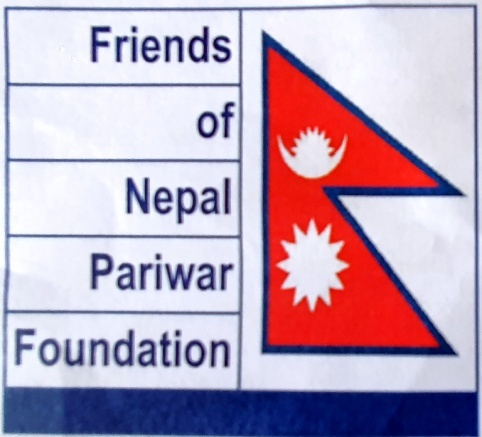 Friends
of
Nepal
Pariwar
Foundation